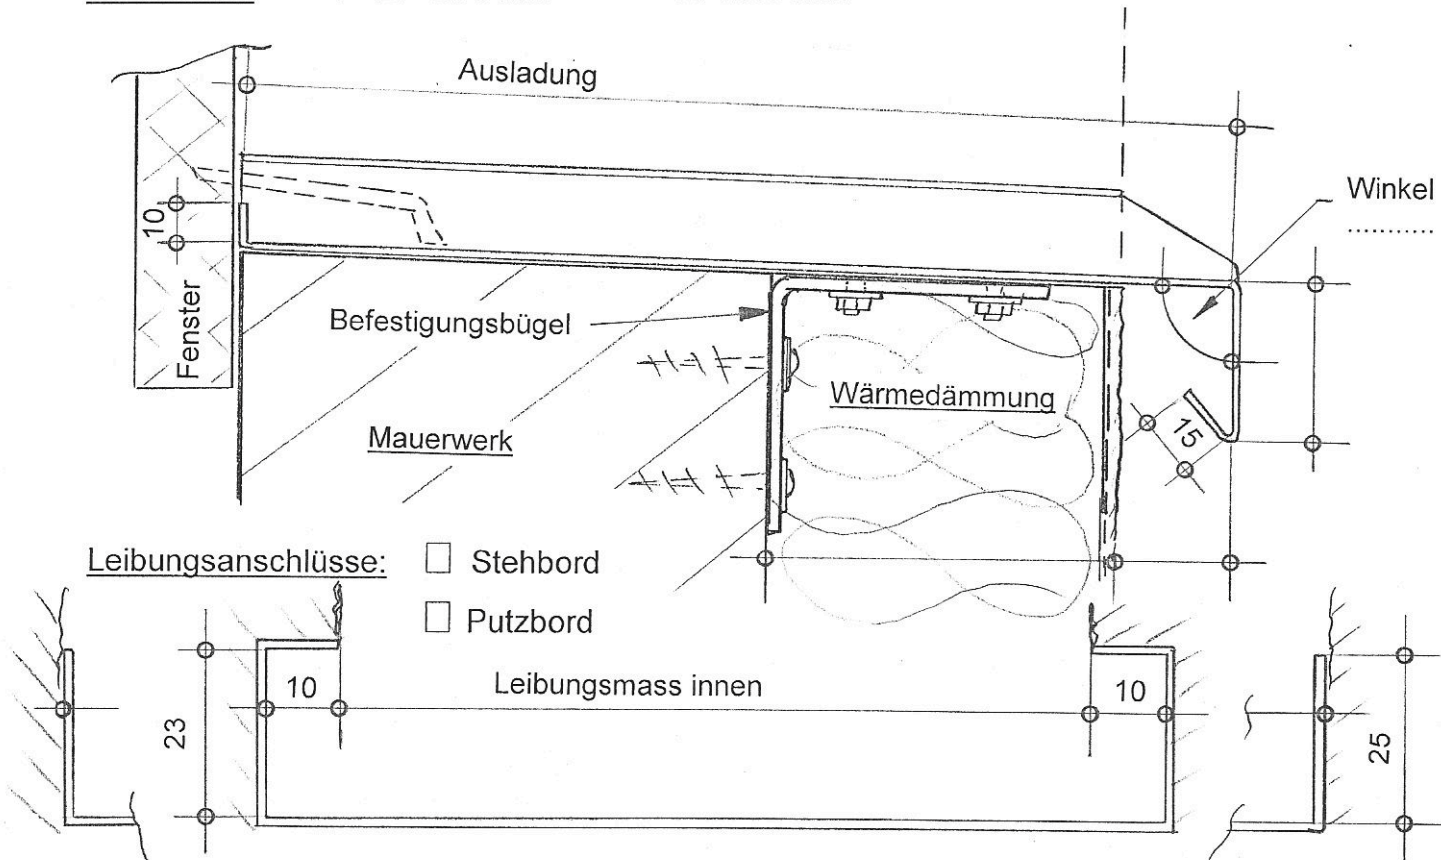 Ausladung
Winkel
..............
10
Fenster
Befestigungsbügel
Wärmedämmung
15
Mauerwerk
Leibungsanschlüsse:
☐ Stehbord
☐ Putzbord
10
Leibungsmass innen
10
23
25